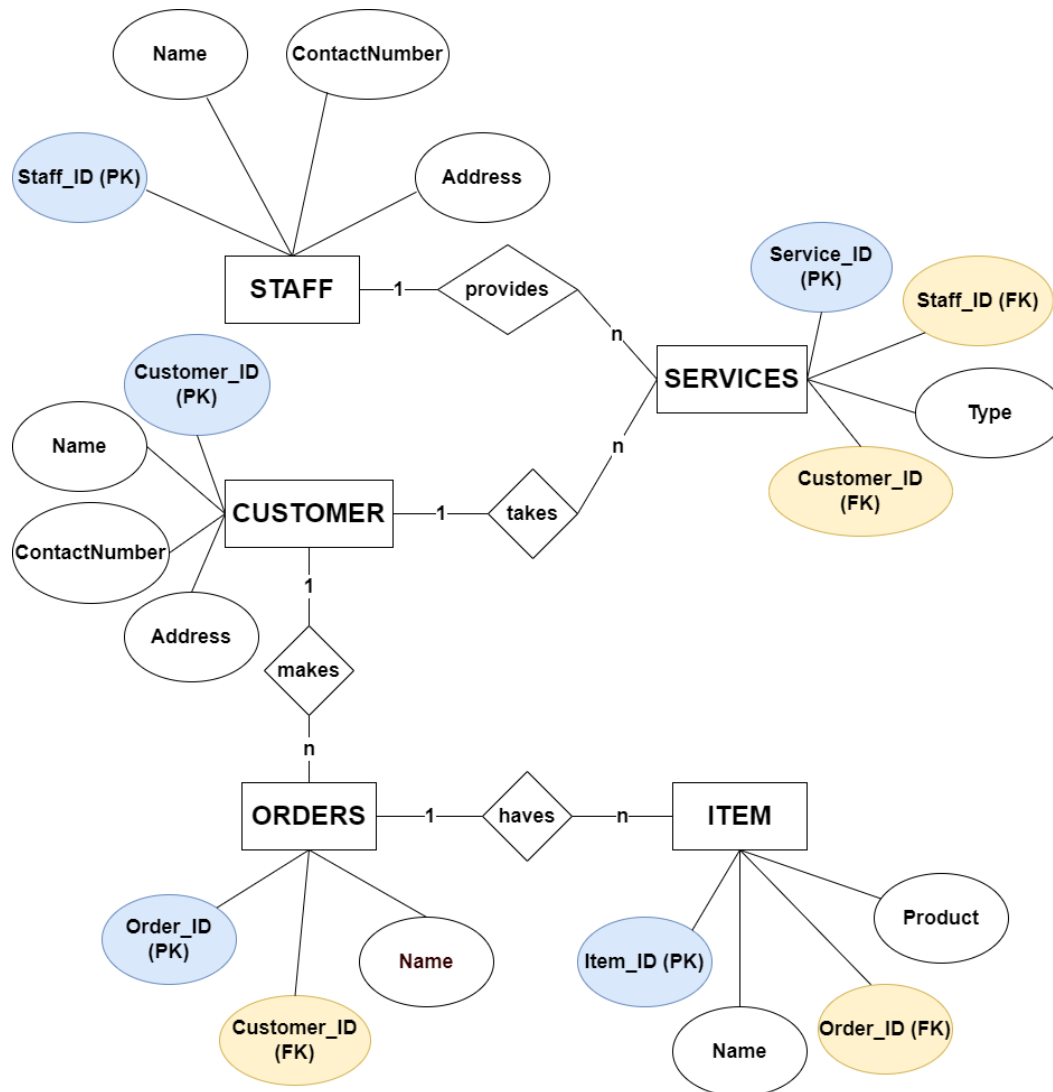 Name
ContactNumber
Staff_ID (PK)
Address
STAFF
1
provides
n
Service_ID
(PK)
Staff_ID (FK)
SERVICES
Type
Customer_ID
(FK)
Customer_ID
(PK)
Name
ContactNumber
Address
CUSTOMER
1
takes
n
1
makes
n
ORDERS
1
haves
n
ITEM
Order_ID
(PK)
Customer_ID
(FK)
Name
Item_ID (PK)
Name
Order_ID (FK)
Product